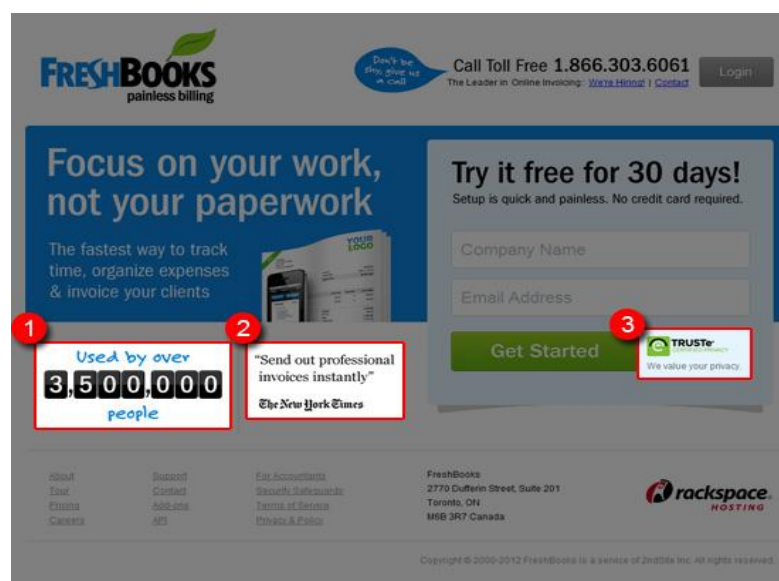 FRESHBOOKS
painless billing
Don't be
shy, give us
a call
Call Toll Free 1.866.303.6061
The Leader in Online Invoicing: We're Hiring! | Contact
Login
Focus on your work,
not your paperwork
The fastest way to track
time, organize expenses
& invoice your clients
YOUR
LOGO
Try it free for 30 days!
Setup is quick and painless. No credit card required.
Company Name
Email Address
Get Started
3
TRUSTe
CERTIFIED PRIVACY
We value your privacy.
1
Used by over
3,500,000
people
2
"Send out professional
invoices instantly"
The New York Times
About
Tour
Pricing
Careers
Support
Contact
Add-ons
API
For Accountants
Security Safeguards
Terms of Service
Privacy & Policy
FreshBooks
2770 Dufferin Street, Suite 201
Toronto, ON
M6B 3R7 Canada
rackspace.
HOSTING
Copyright © 2000-2012 FreshBooks is a service of 2ndSite Inc. All rights reserved.